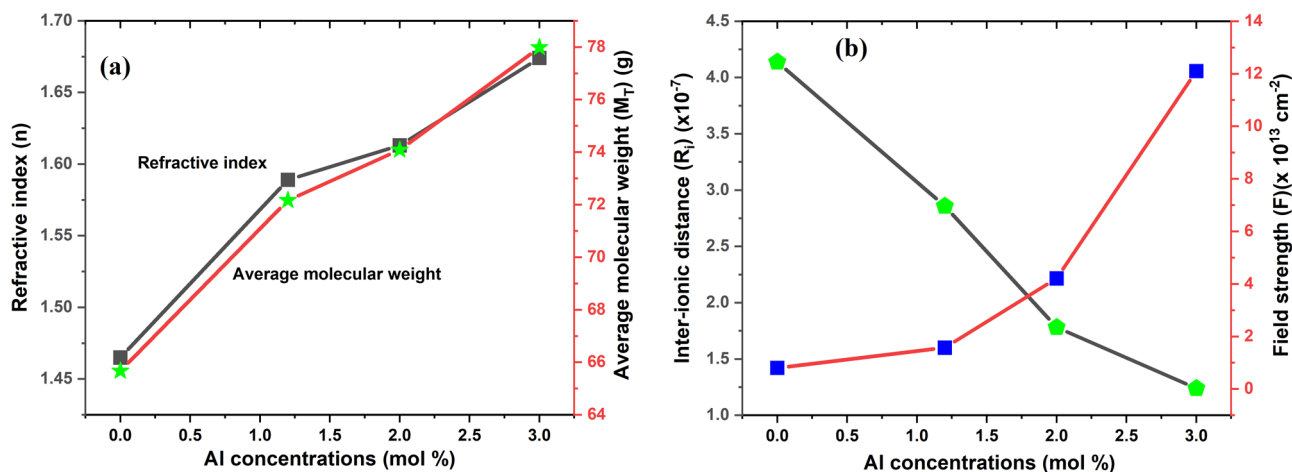 (a)
Refractive index (n)
1.70
1.65
1.60
1.55
1.50
1.45
Refractive index
Average molecular weight
78
76
74
72
70
68
66
64
Average molecular weight (M_T) (g)
0.0 0.5 1.0 1.5 2.0 2.5 3.0
Al concentrations (mol %)
(b)
Inter-ionic distance (R_i) (x10^-7)
4.5
4.0
3.5
3.0
2.5
2.0
1.5
1.0
14
12
10
8
6
4
2
0
Field strength (F)(x 10^13 cm^-2)
0.0 0.5 1.0 1.5 2.0 2.5 3.0
Al concentrations (mol %)